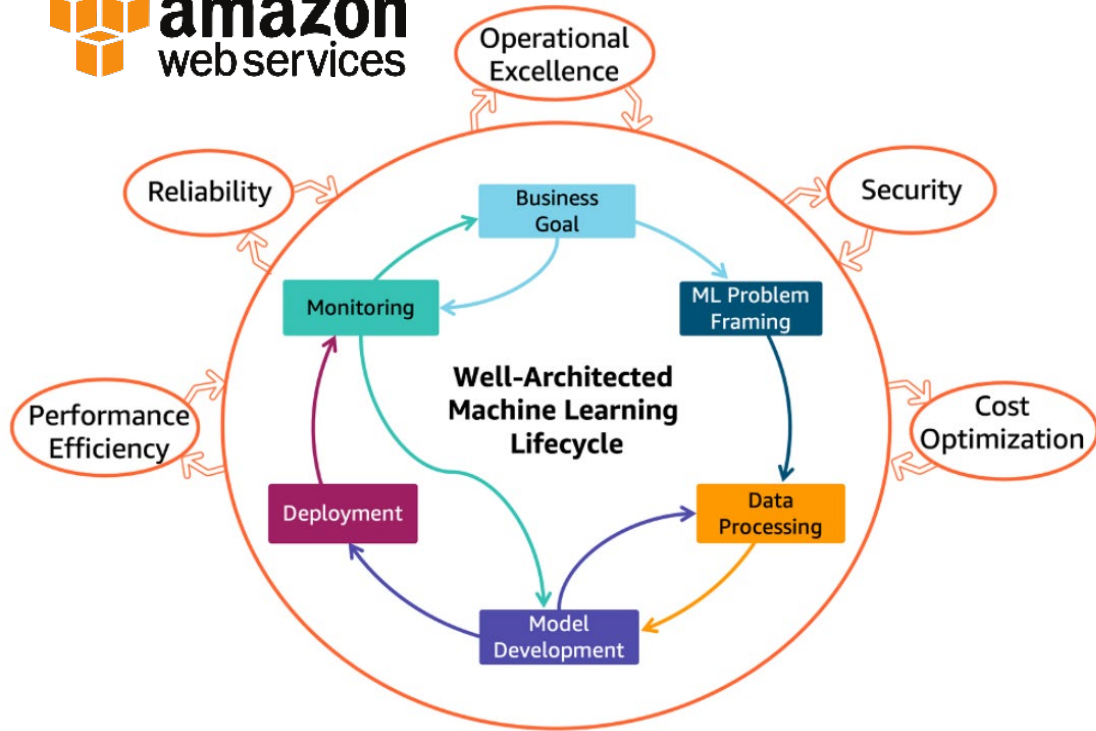 amazon
web services
Operational
Excellence
Reliability
Security
Business
Goal
Monitoring
ML Problem
Framing
Well-Architected
Machine Learning
Lifecycle
Performance
Efficiency
Cost
Optimization
Deployment
Data
Processing
Model
Development